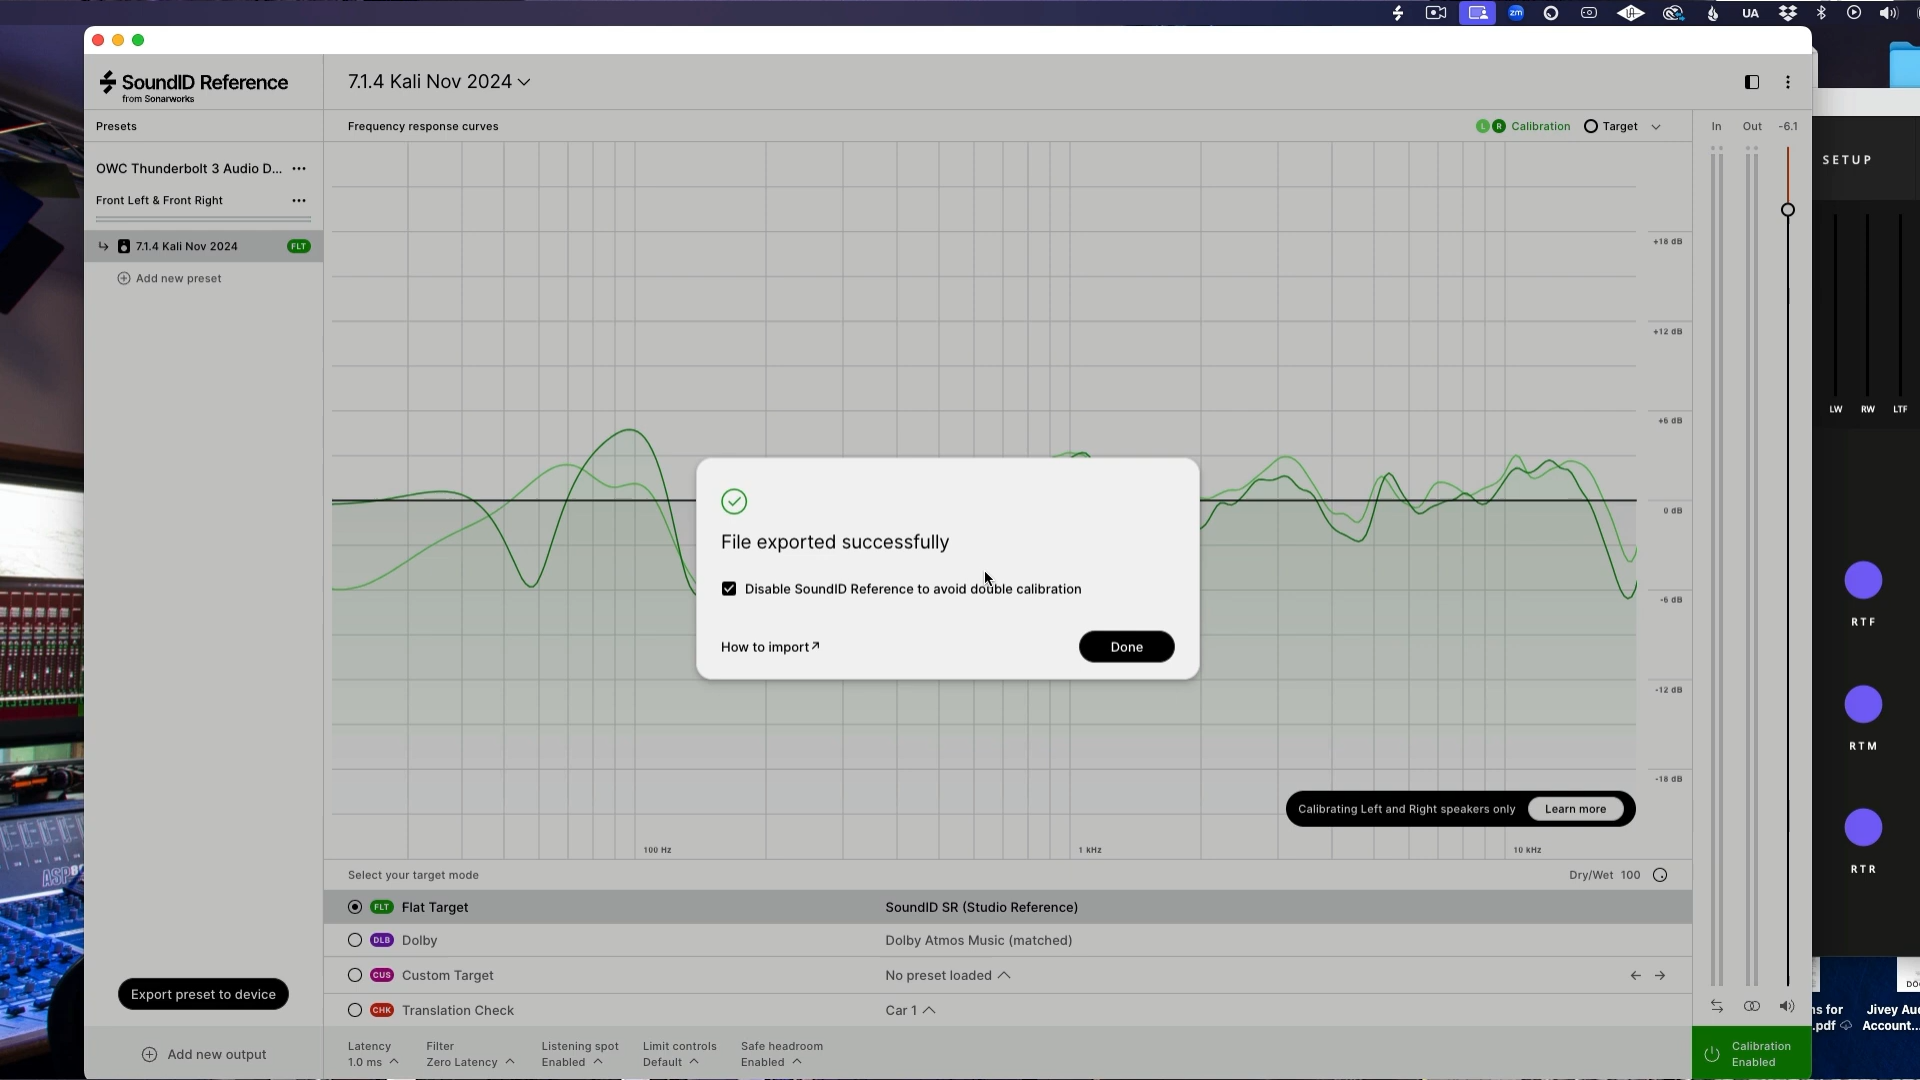 zm
UA
SoundID Reference
from Sonarworks
7.1.4 Kali Nov 2024
Presets
Frequency response curves
L R Calibration
Target
In Out -6.1
SETUP
OWC Thunderbolt 3 Audio D... •••
Front Left & Front Right •••
7.1.4 Kali Nov 2024 FLT
Add new preset
+18 dB
+12 dB
+6 dB
0 dB
-6 dB
-12 dB
-18 dB
LW RW LTF
File exported successfully
Disable SoundID Reference to avoid double calibration
How to import
Done
RTF
RTM
RTR
Calibrating Left and Right speakers only Learn more
100 Hz 1 kHz 10 kHz
Select your target mode
Dry/Wet 100
FLT Flat Target SoundID SR (Studio Reference)
DLB Dolby Dolby Atmos Music (matched)
CUS Custom Target No preset loaded
CHK Translation Check Car 1
Export preset to device
Add new output
Latency
1.0 ms
Filter
Zero Latency
Listening spot
Enabled
Limit controls
Default
Safe headroom
Enabled
Calibration
Enabled
ns for
.pdf
Jivey Au
Account...